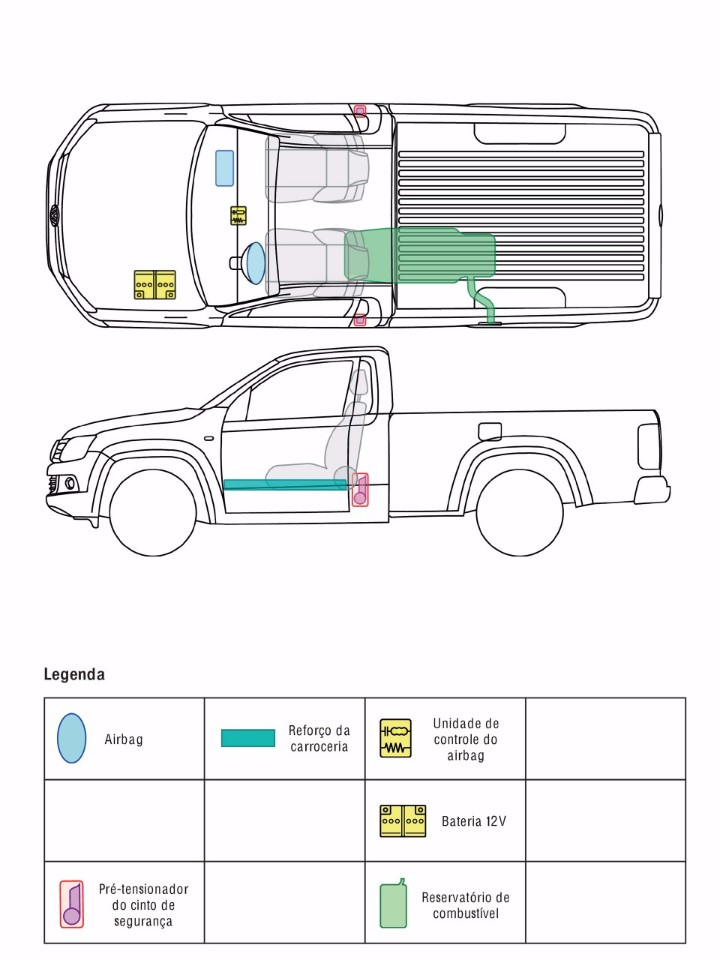 Legenda
Airbag
Reforço da
carroceria
Unidade de
controle do
airbag
Bateria 12V
Pré-tensionador
do cinto de
segurança
Reservatório de
combustível